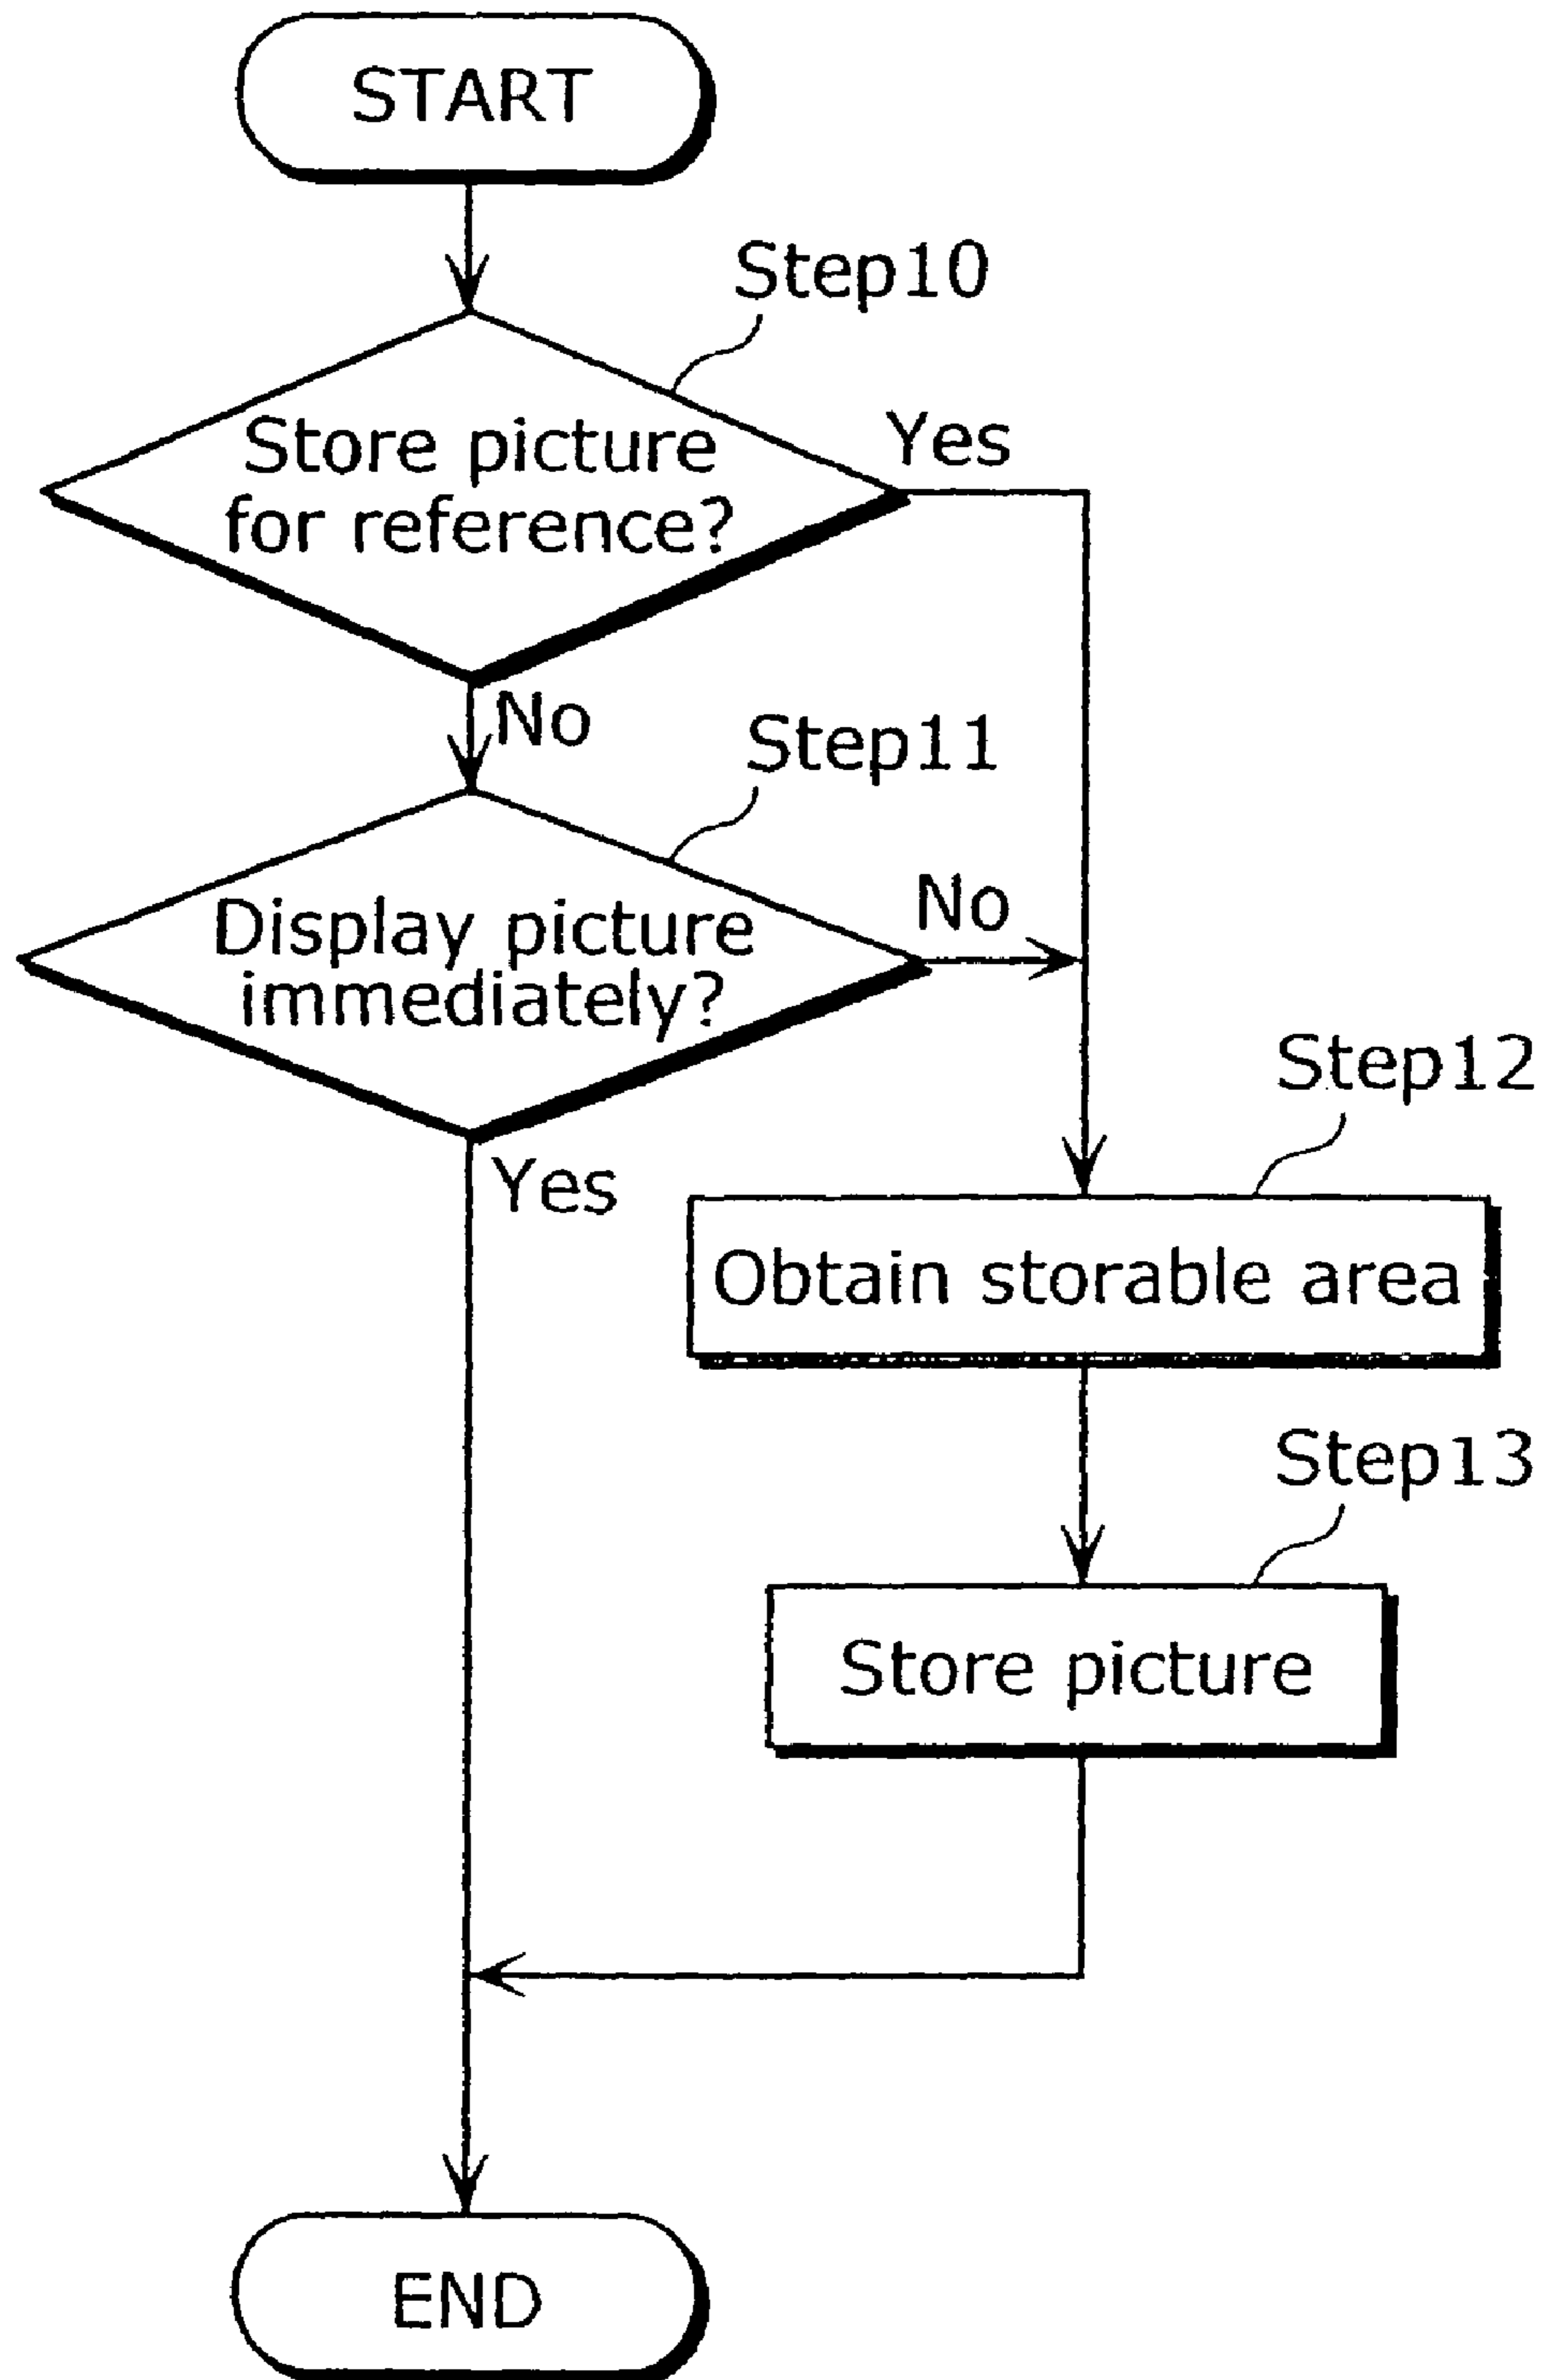 START
Step10
Store picture
for reference?
Yes
No
Step11
Display picture
immediately?
No
Yes
Step12
Obtain storable area
Step13
Store picture
END